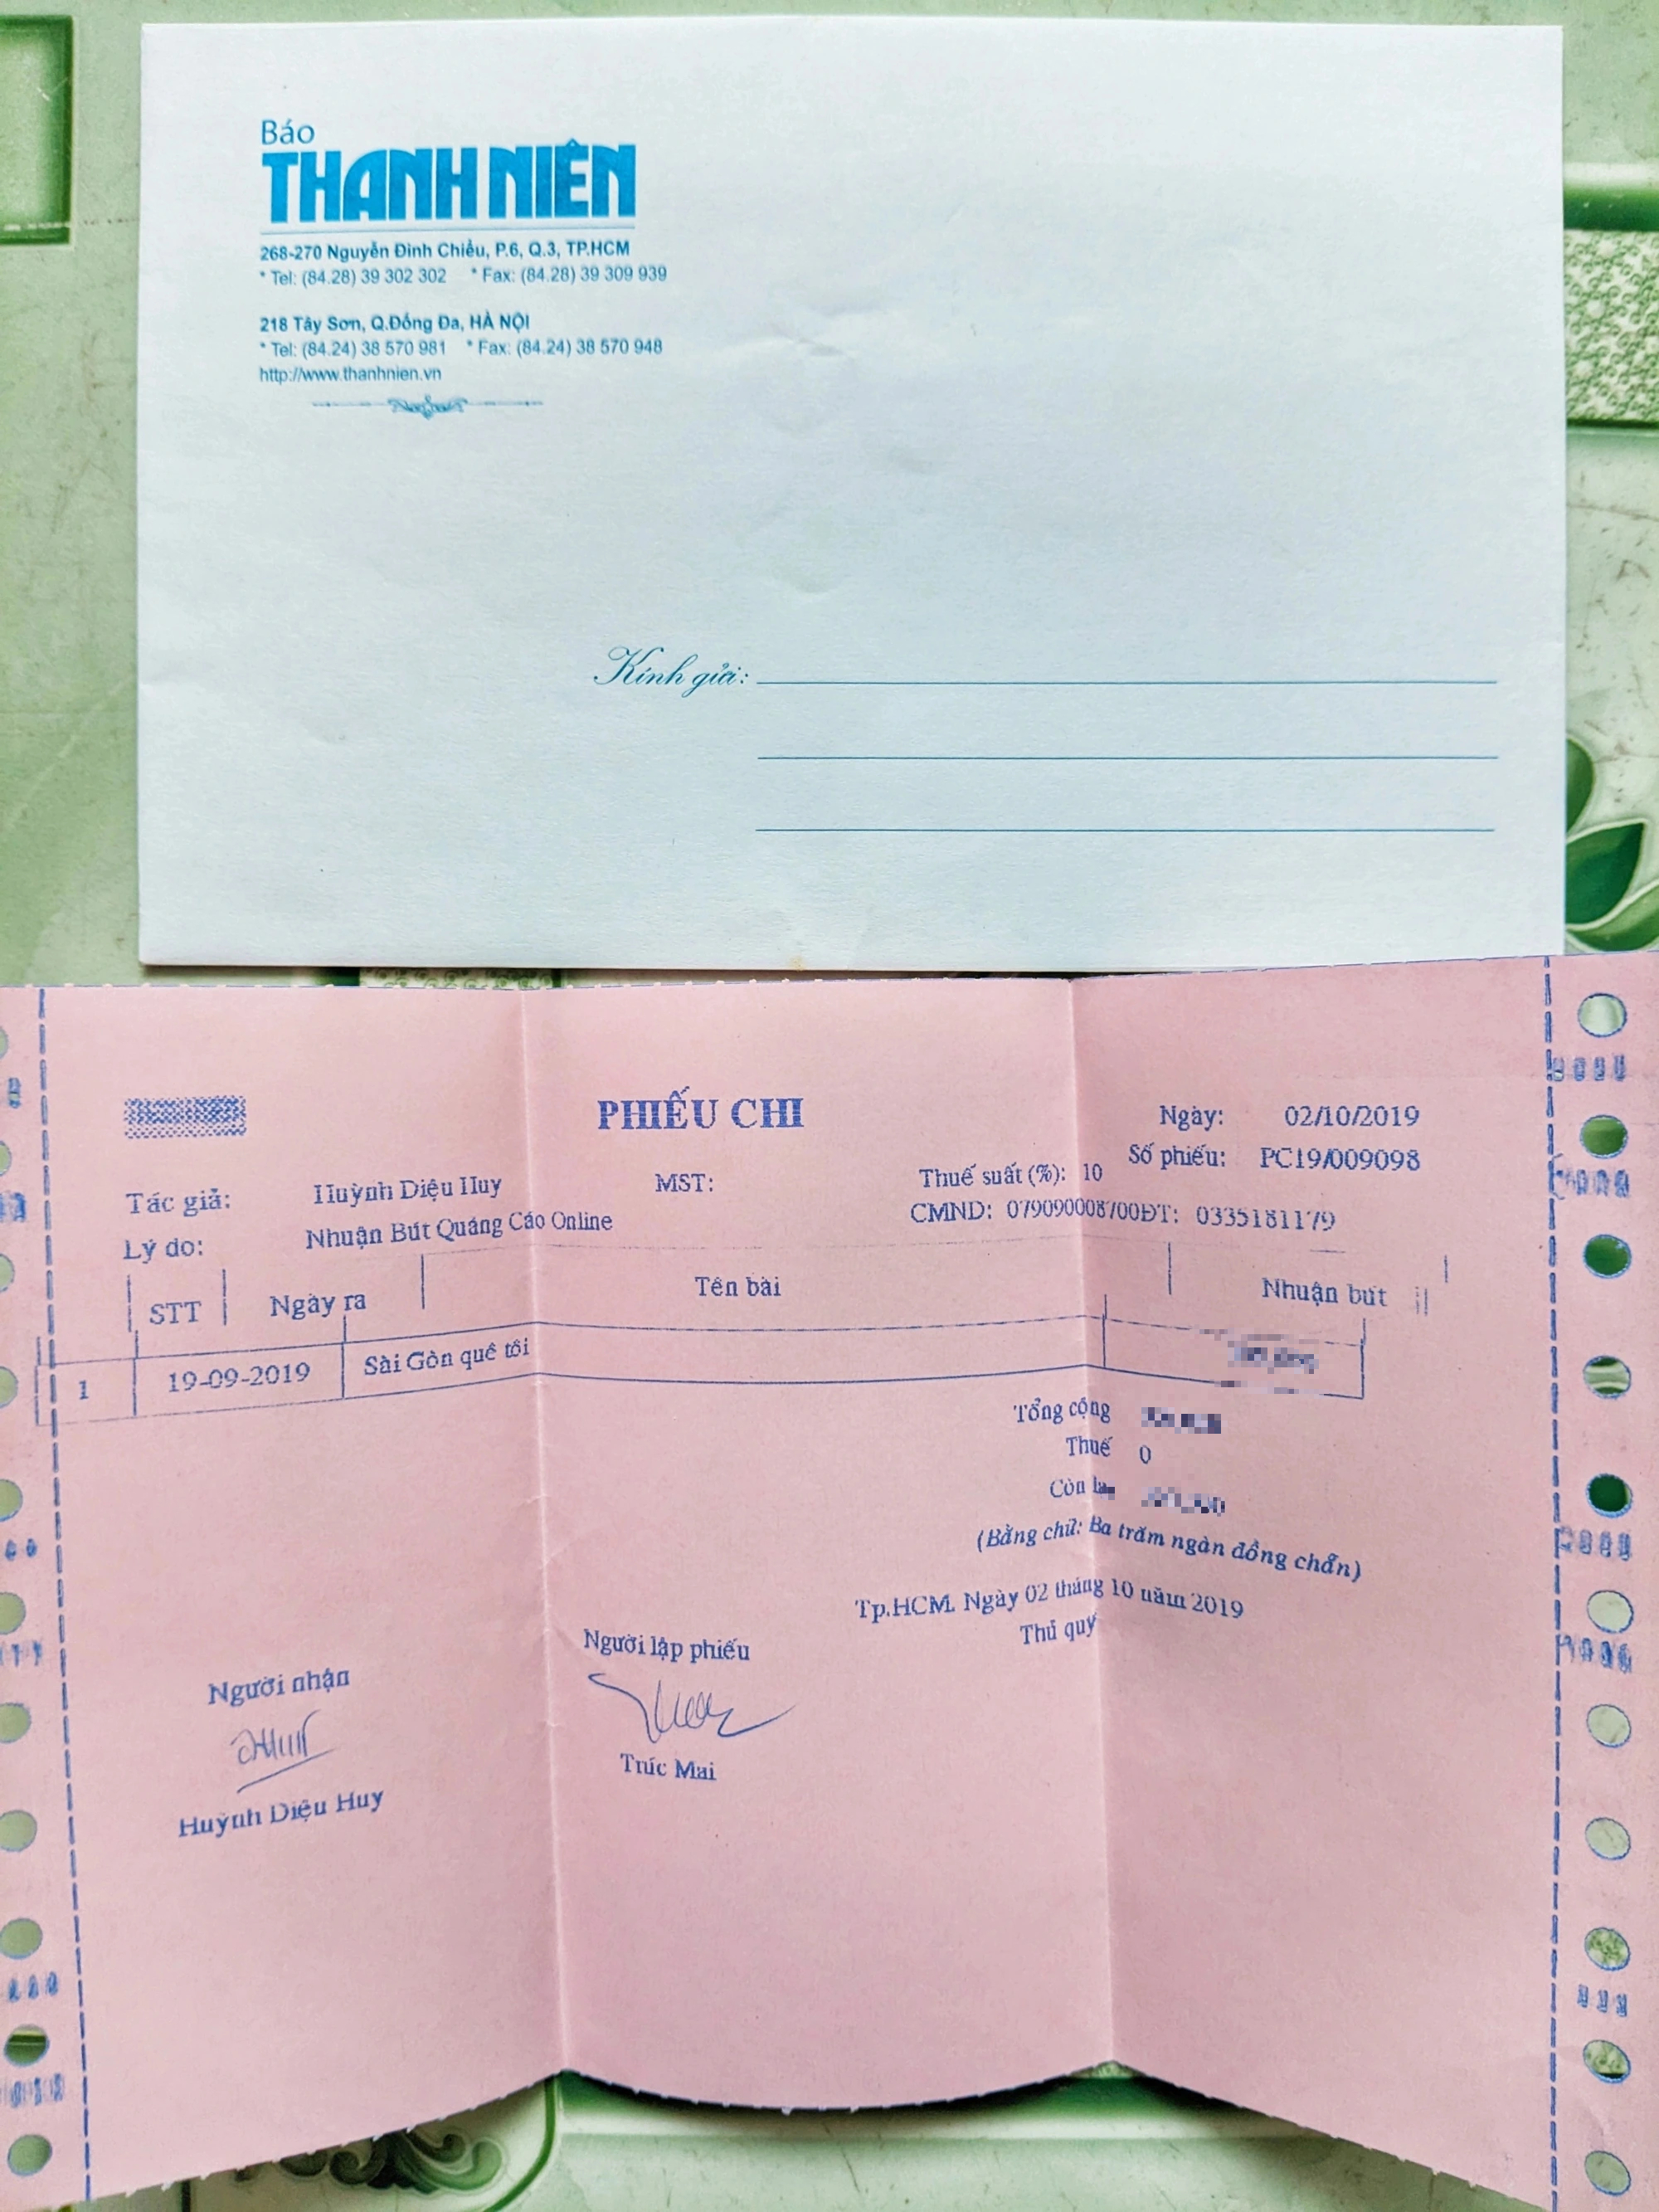 Báo
THANH NIÊN
268-270 Nguyễn Đình Chiểu, P.6, Q.3, TP.HCM
* Tel: (84.28) 39 302 302 * Fax: (84.28) 39 309 939
218 Tây Sơn, Q.Đống Đa, HÀ NỘI
* Tel: (84.24) 38 570 981 * Fax: (84.24) 38 570 948
http://www.thanhnien.vn
Kính gửi:
PHIẾU CHI
Ngày: 02/10/2019
Số phiếu: PC19/009098
Tác giả: Huỳnh Diệu Huy MST: Thuế suất (%): 10
Lý do: Nhuận Bút Quảng Cáo Online CMND: 079090008700ĐT: 0335181179
STT Ngày ra Tên bài Nhuận bút
1 19-09-2019 Sài Gòn quê tôi
Tổng cộng
Thuế 0
Còn
(Bằng chữ: Ba trăm ngàn đồng chẵn)
Tp.HCM. Ngày 02 tháng 10 năm 2019
Người nhận Người lập phiếu Thủ quỹ
Huỳnh Diệu Huy Trúc Mai